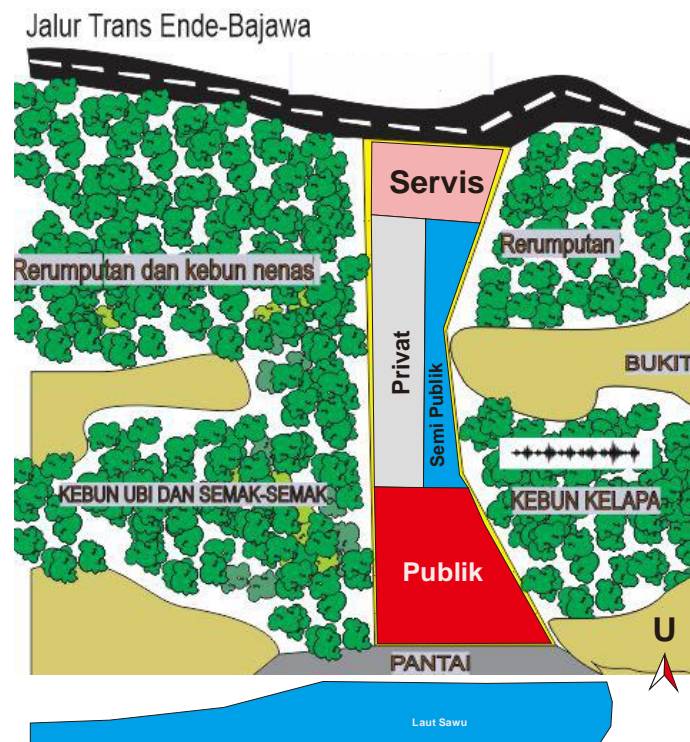 Jalur Trans Ende-Bajawa
Servis
Rerumputan
Rerumputan dan kebun nenas
Privat
Semi Publik
BUKIT
KEBUN UBI DAN SEMAK-SEMAK
KEBUN KELAPA
Publik
U
PANTAI
Laut Sawu